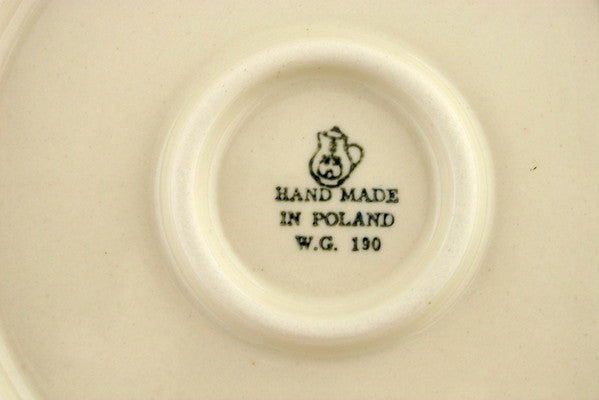 HAND MADE
IN POLAND
W.G. 190